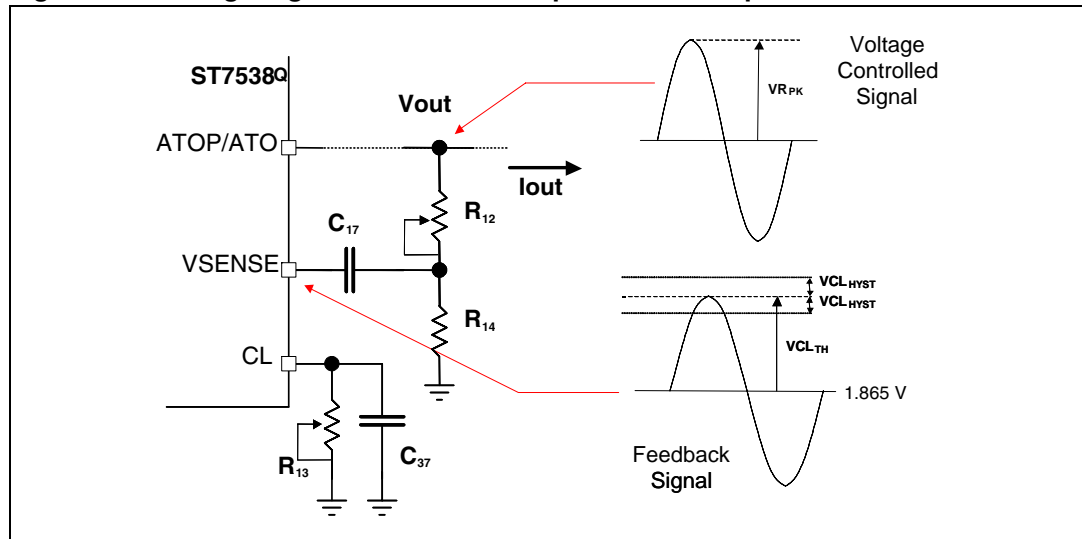 ST7538Q
Vout
ATOP/ATO
Iout
R12
C17
VSENSE
R14
CL
R13
C37
Voltage
Controlled
Signal
VRPK
VCLHYST
VCLHYST
VCLTH
1.865 V
Feedback
Signal